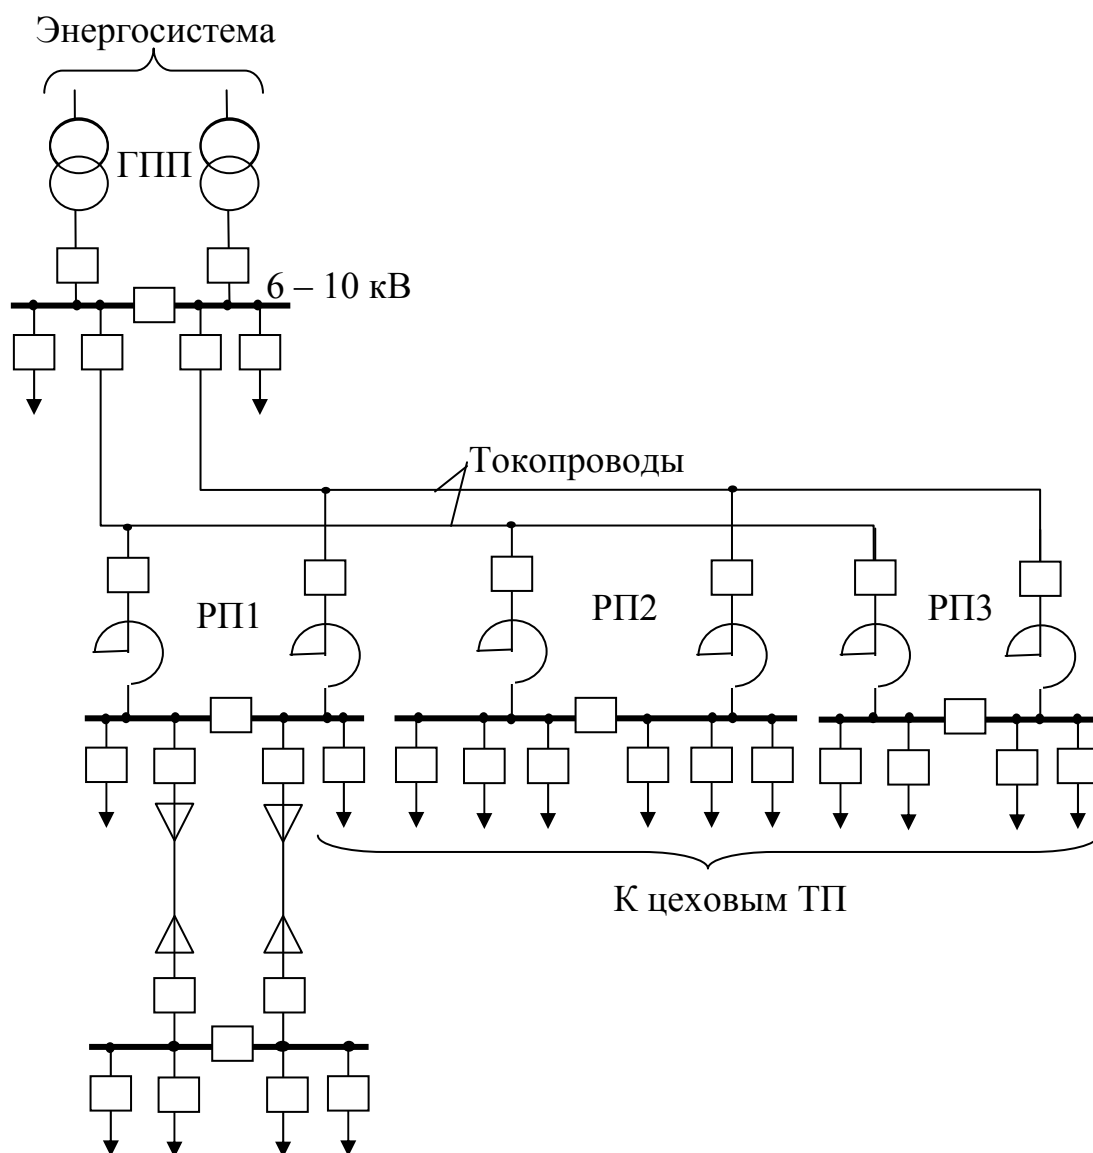 Энергосистема
ГПП
6 – 10 кВ
Токопроводы
РП1
РП2
РП3
К цеховым ТП